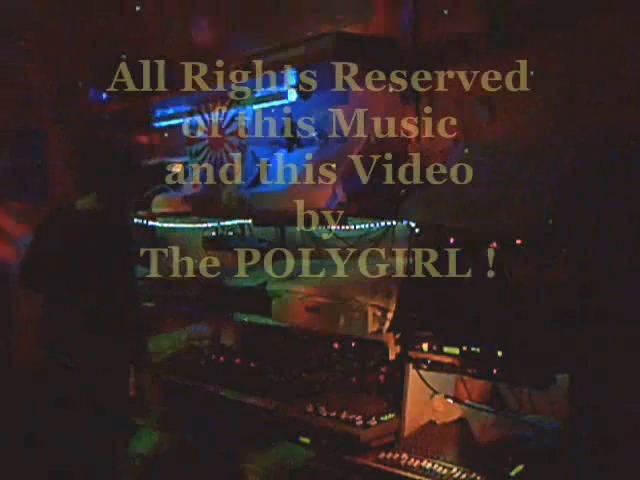 All Rights Reserved
of this Music
and this Video
by
The POLYGIRL !